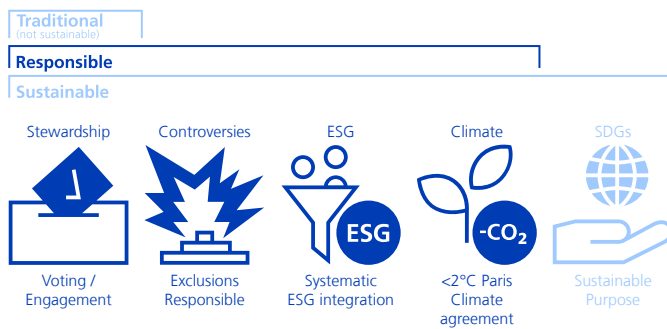 Traditional
(not sustainable)
Responsible
Sustainable
Stewardship
Controversies
ESG
Climate
SDGs
ESG
-CO₂
Voting /
Engagement
Exclusions
Responsible
Systematic
ESG integration
<2°C Paris
Climate
agreement
Sustainable
Purpose